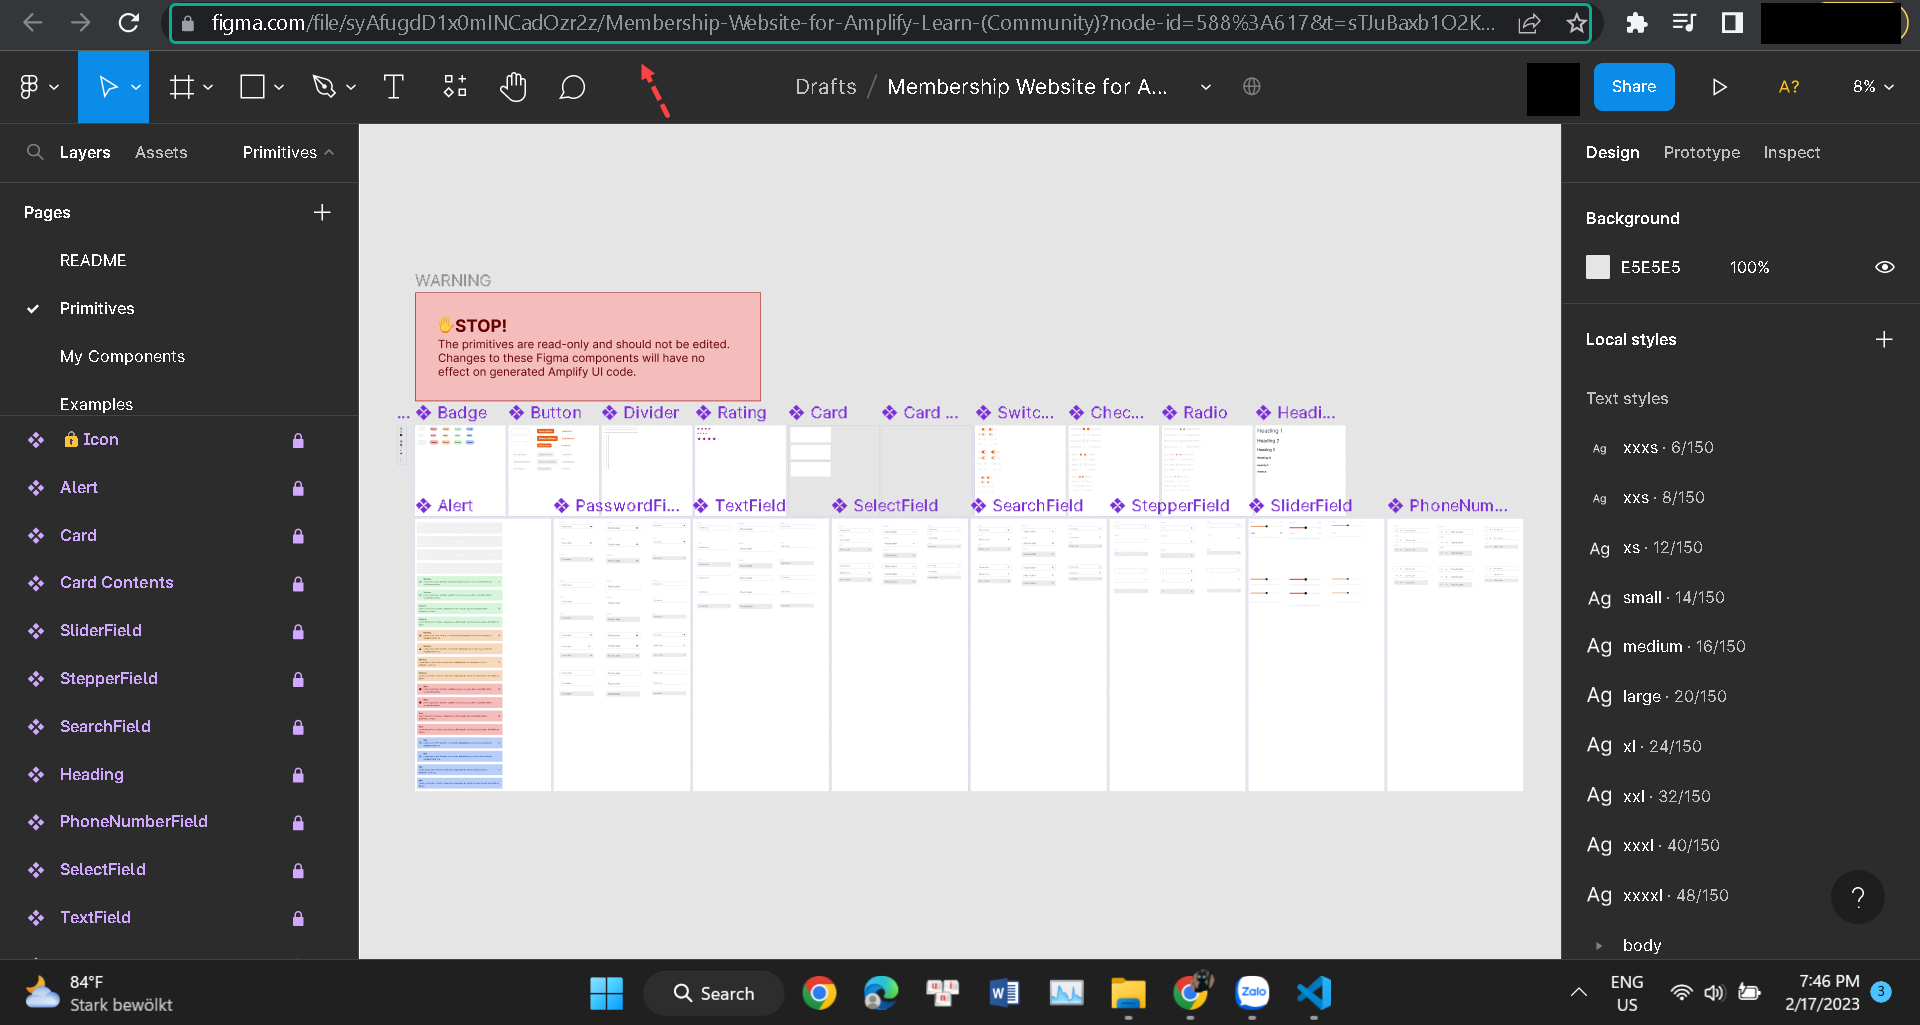 figma.com/file/syAfugdD1x0mINCadOzr2z/Membership-Website-for-Amplify-Learn-(Community)?node-id=588%3A617&t=sTJuBaxb1O2K...
Drafts / Membership Website for A...
Share
A?
8%
Layers
Assets
Primitives
Pages
README
Primitives
My Components
Examples
Icon
Alert
Card
Card Contents
SliderField
StepperField
SearchField
Heading
PhoneNumberField
SelectField
TextField
WARNING
✋STOP!
The primitives are read-only and should not be edited.
Changes to these Figma components will have no
effect on generated Amplify UI code.
... Badge Button Divider Rating Card Card ... Switc... Chec... Radio Headi...
Heading 1
Heading 2
Heading 3
Alert PasswordFi... TextField SelectField SearchField StepperField SliderField PhoneNum...
Design
Prototype
Inspect
Background
E5E5E5
100%
Local styles
Text styles
Ag xxxs · 6/150
Ag xxs · 8/150
Ag xs · 12/150
Ag small · 14/150
Ag medium · 16/150
Ag large · 20/150
Ag xl · 24/150
Ag xxl · 32/150
Ag xxxl · 40/150
Ag xxxxl · 48/150
body
?
84°F
Stark bewölkt
Search
Zalo
ENG
US
7:46 PM
2/17/2023
3